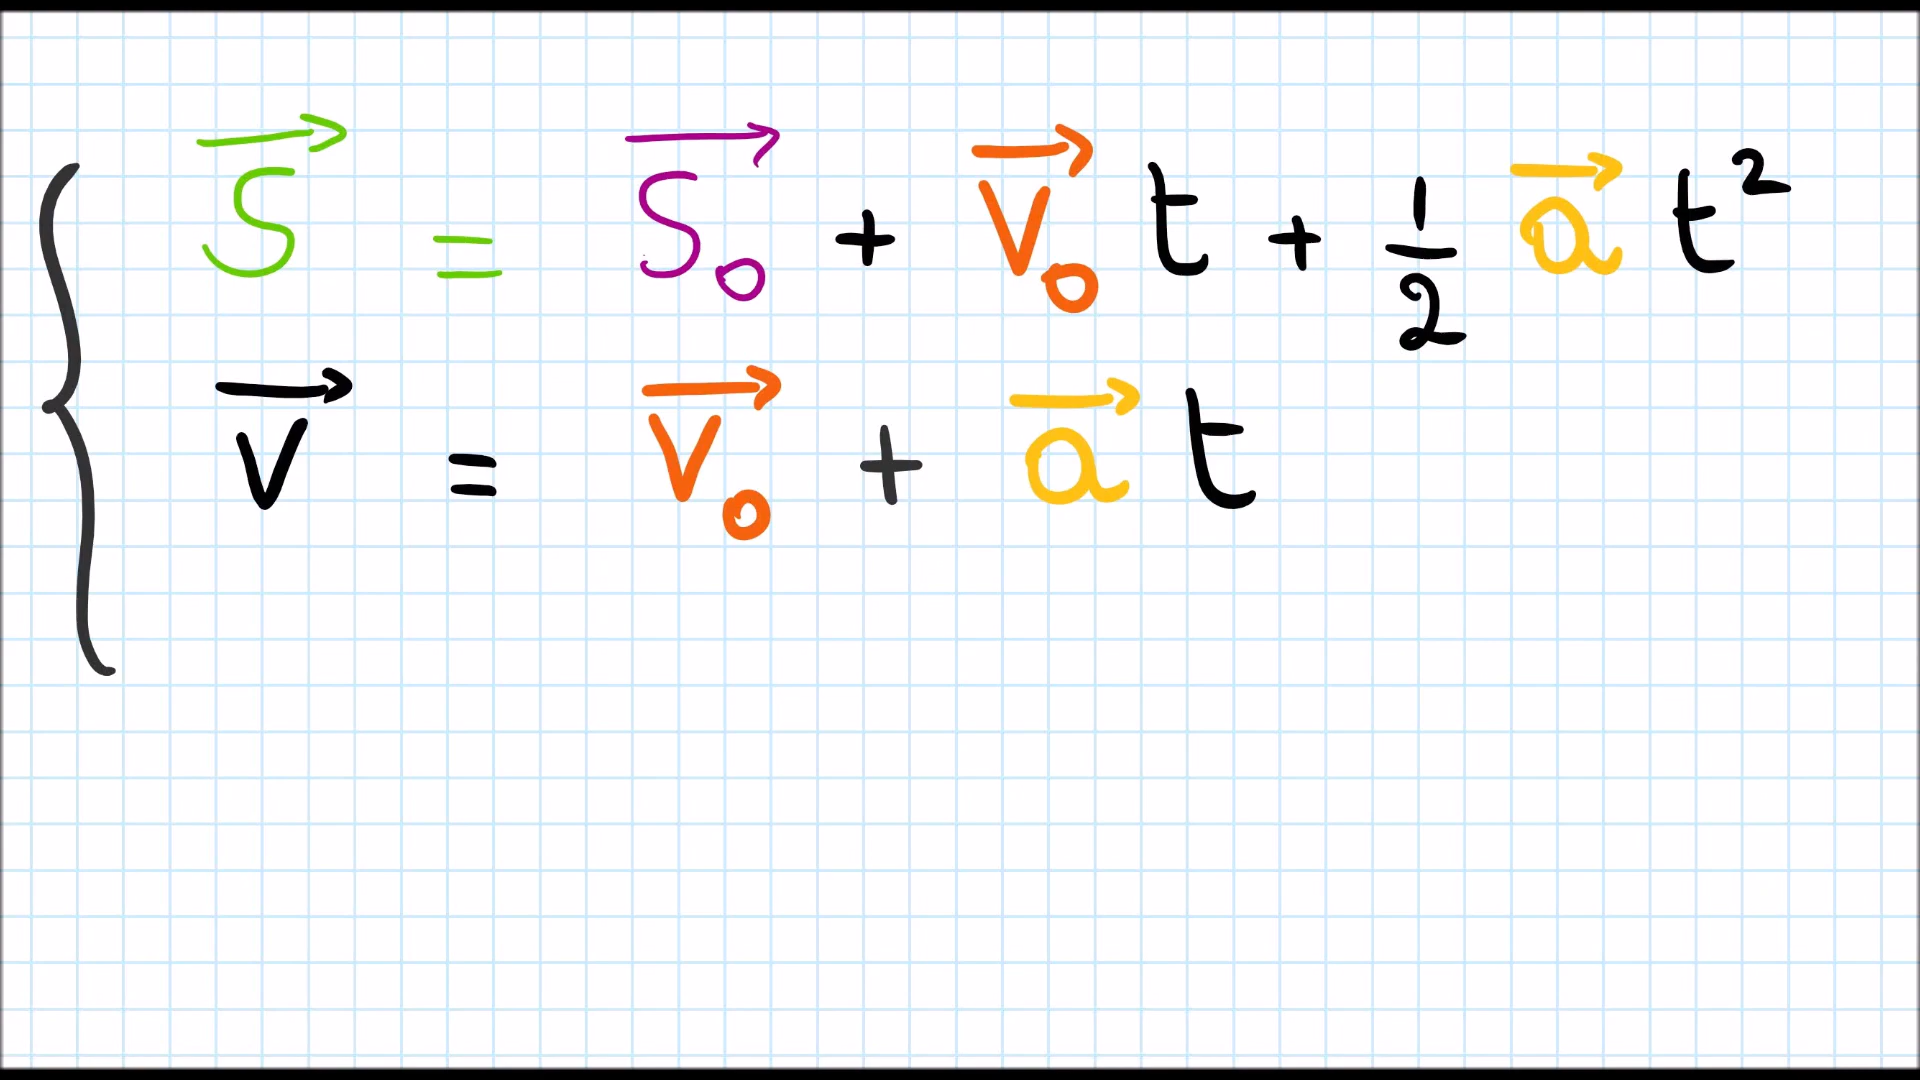 S⃗ = S⃗₀ + V⃗₀ t + 1/2 a⃗ t²
V⃗ = V⃗₀ + a⃗ t